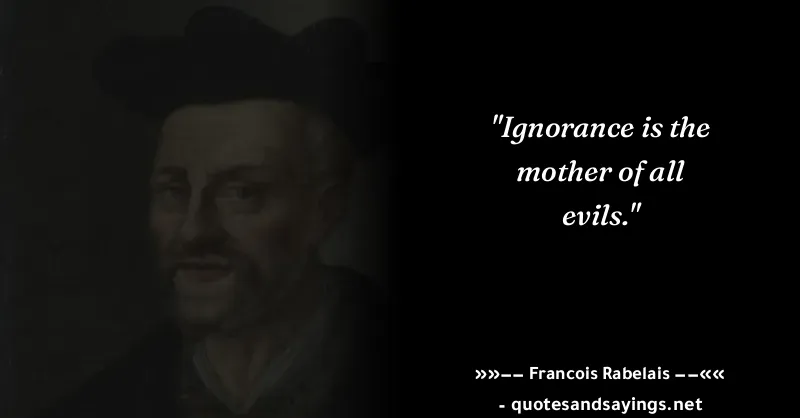 "Ignorance is the
mother of all
evils."
»»–– Francois Rabelais ––««
- quotesandsayings.net